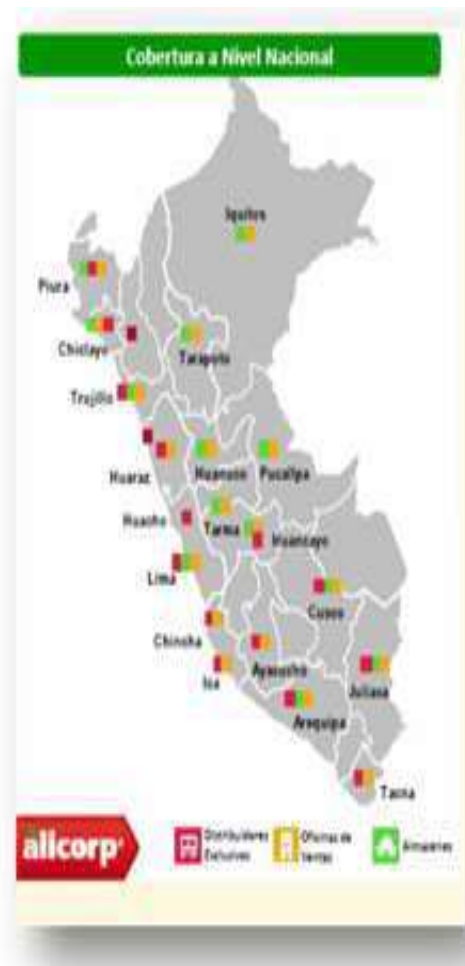 Cobertura a Nivel Nacional
Iquitos
Piura
Chiclayo
Tarapoto
Trujillo
Huaraz
Huanuco
Pucallpa
Huacho
Tarma
Huancayo
Lima
Cusco
Chincha
Ayacucho
Ica
Juliaca
Arequipa
Tacna
alicorp
Distribuidores
Exclusivos
Oficinas de
Ventas
Almacenes